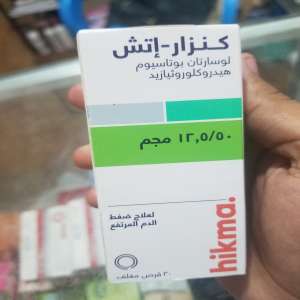 كنزار-إتش
لوسارتان بوتاسيوم
هيدروكلوروثيازيد
١٢,٥/٥٠ مجم
لعلاج ضغط
الدم المرتفع
hikma.
٣٠ قرص مغلف